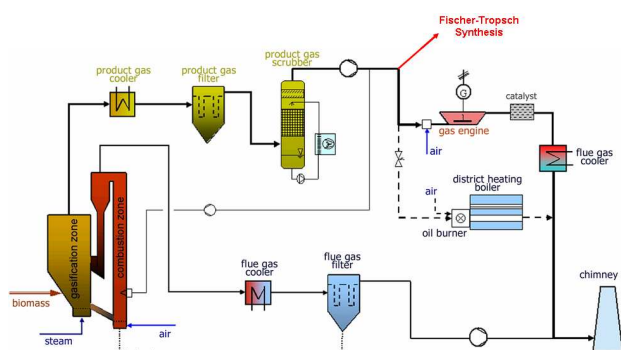 Fischer-Tropsch
Synthesis
product gas
cooler
product gas
filter
product gas
scrubber
G
catalyst
gas engine
air
flue gas
cooler
district heating
boiler
air
oil burner
gasification zone
combustion zone
flue gas
cooler
flue gas
filter
chimney
biomass
steam
air